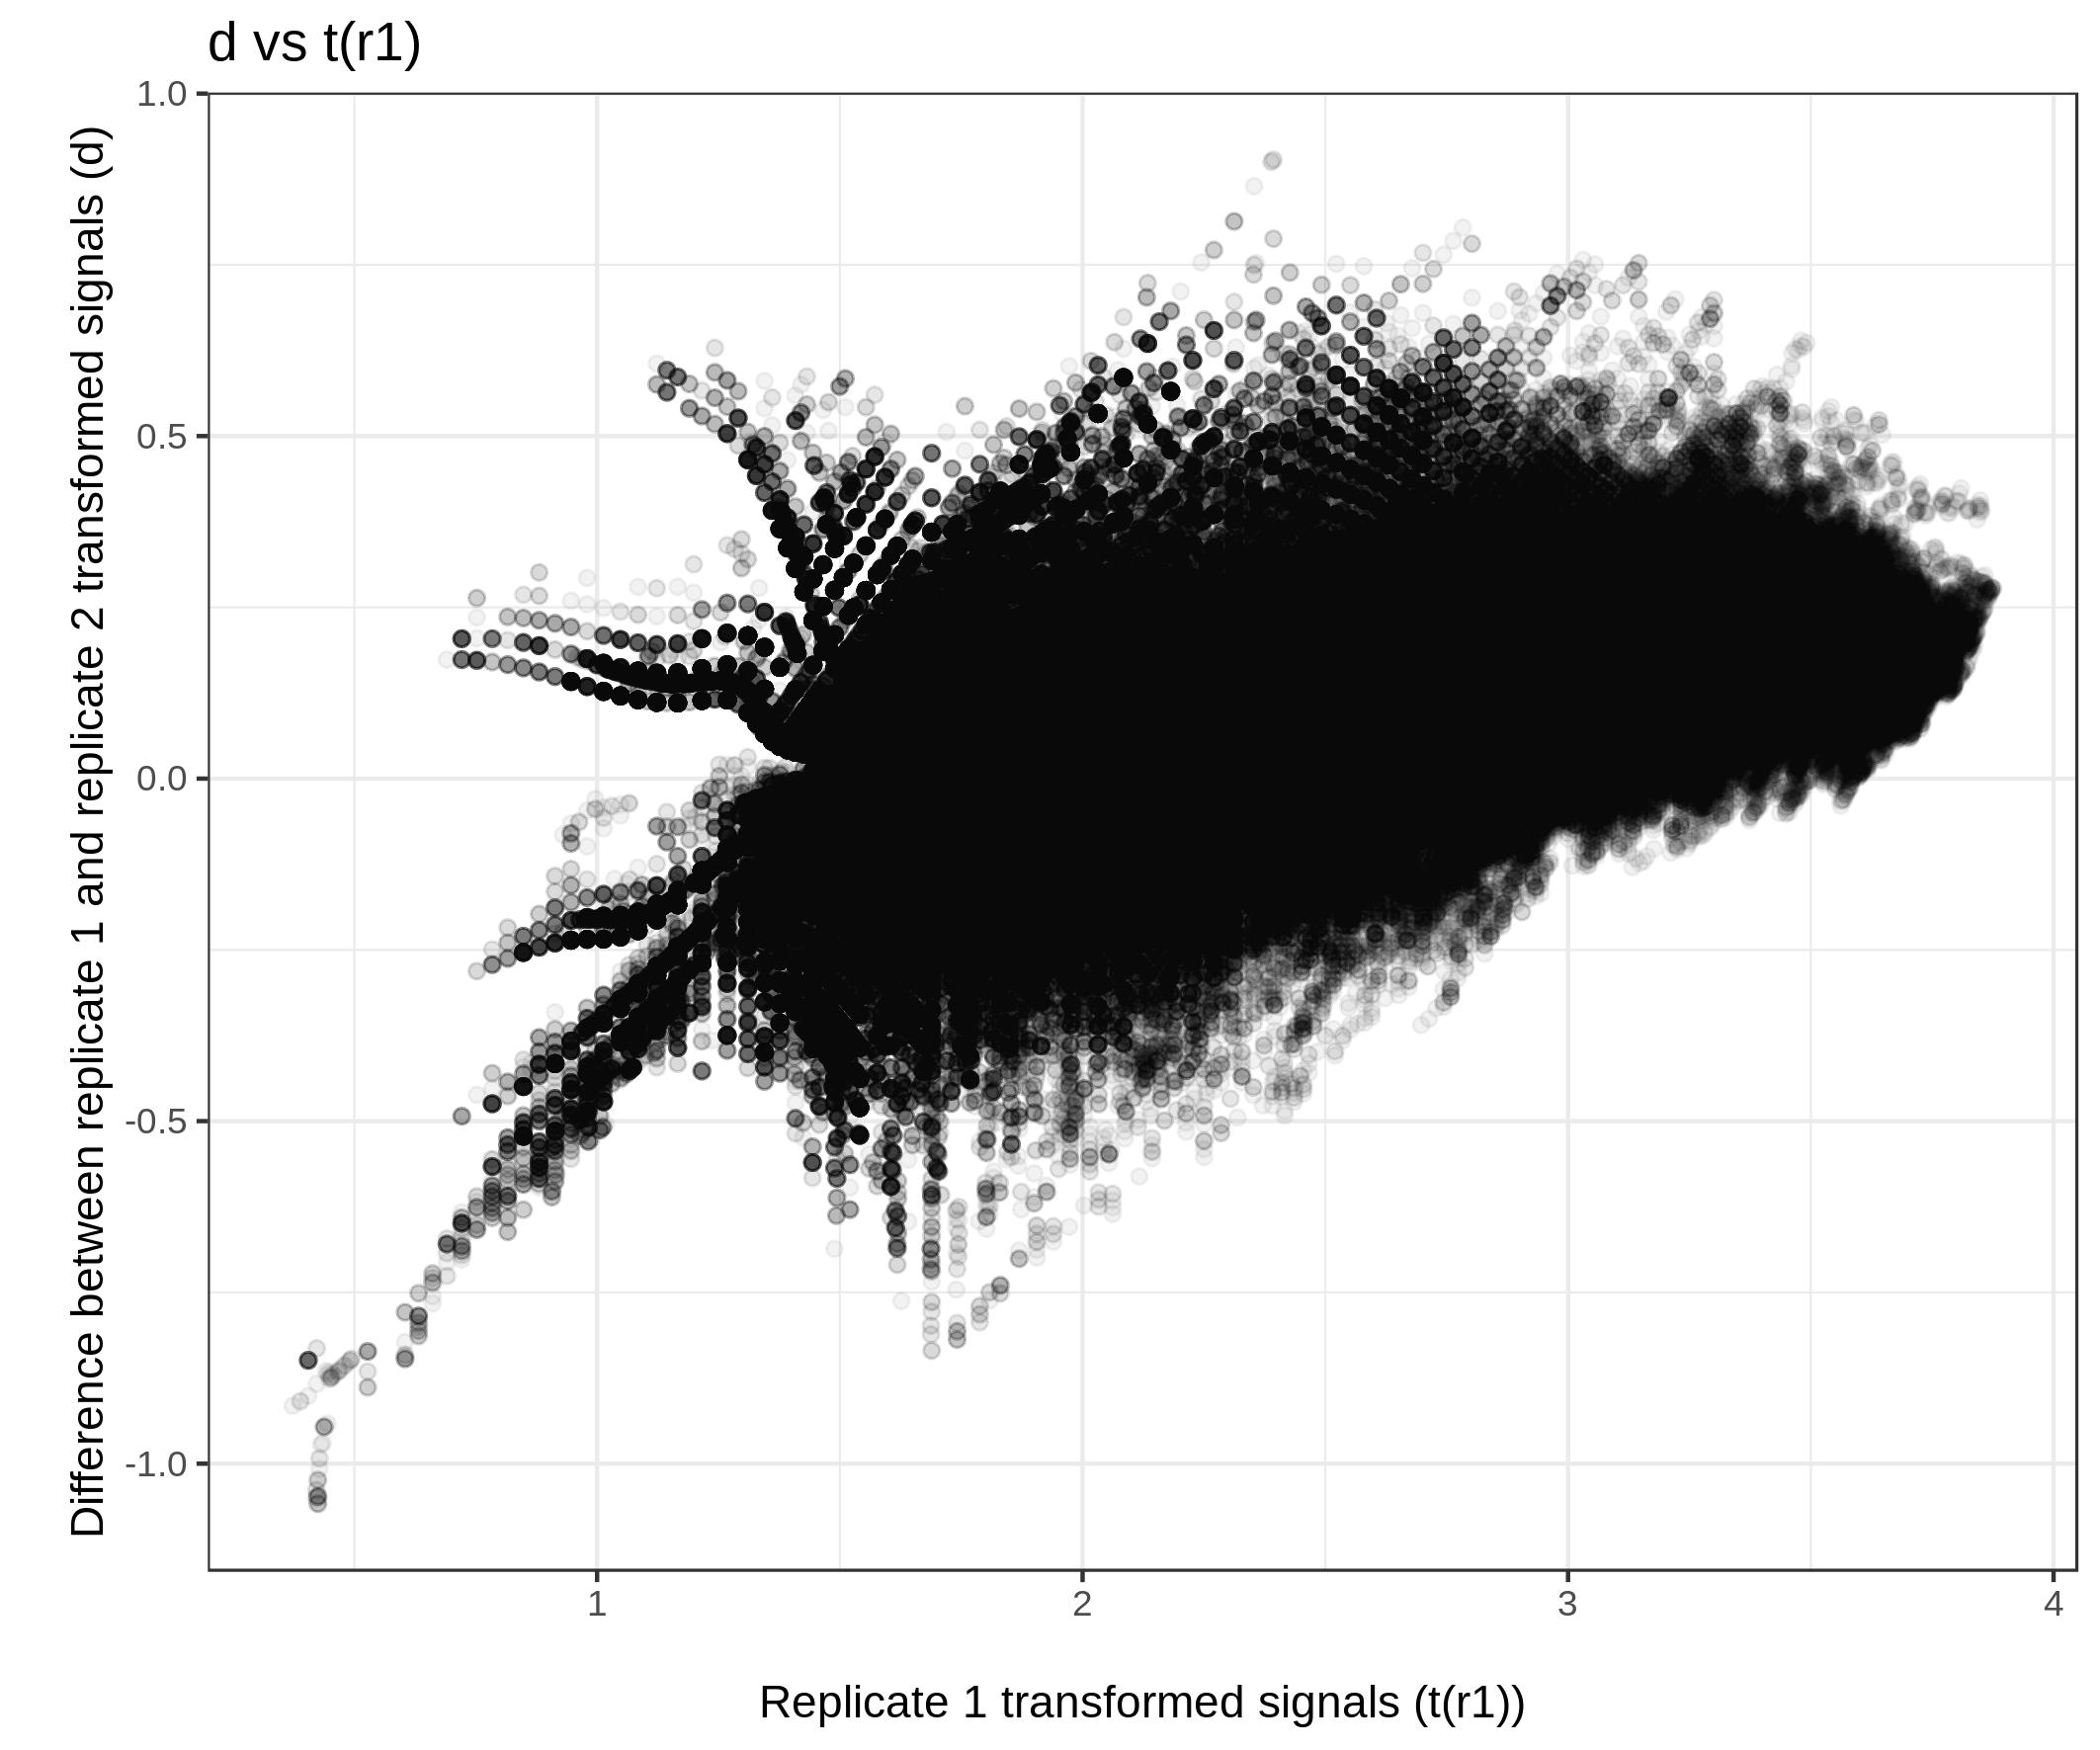 d vs t(r1)
Difference between replicate 1 and replicate 2 transformed signals (d)
1.0
0.5
0.0
-0.5
-1.0
1 2 3 4
Replicate 1 transformed signals (t(r1))